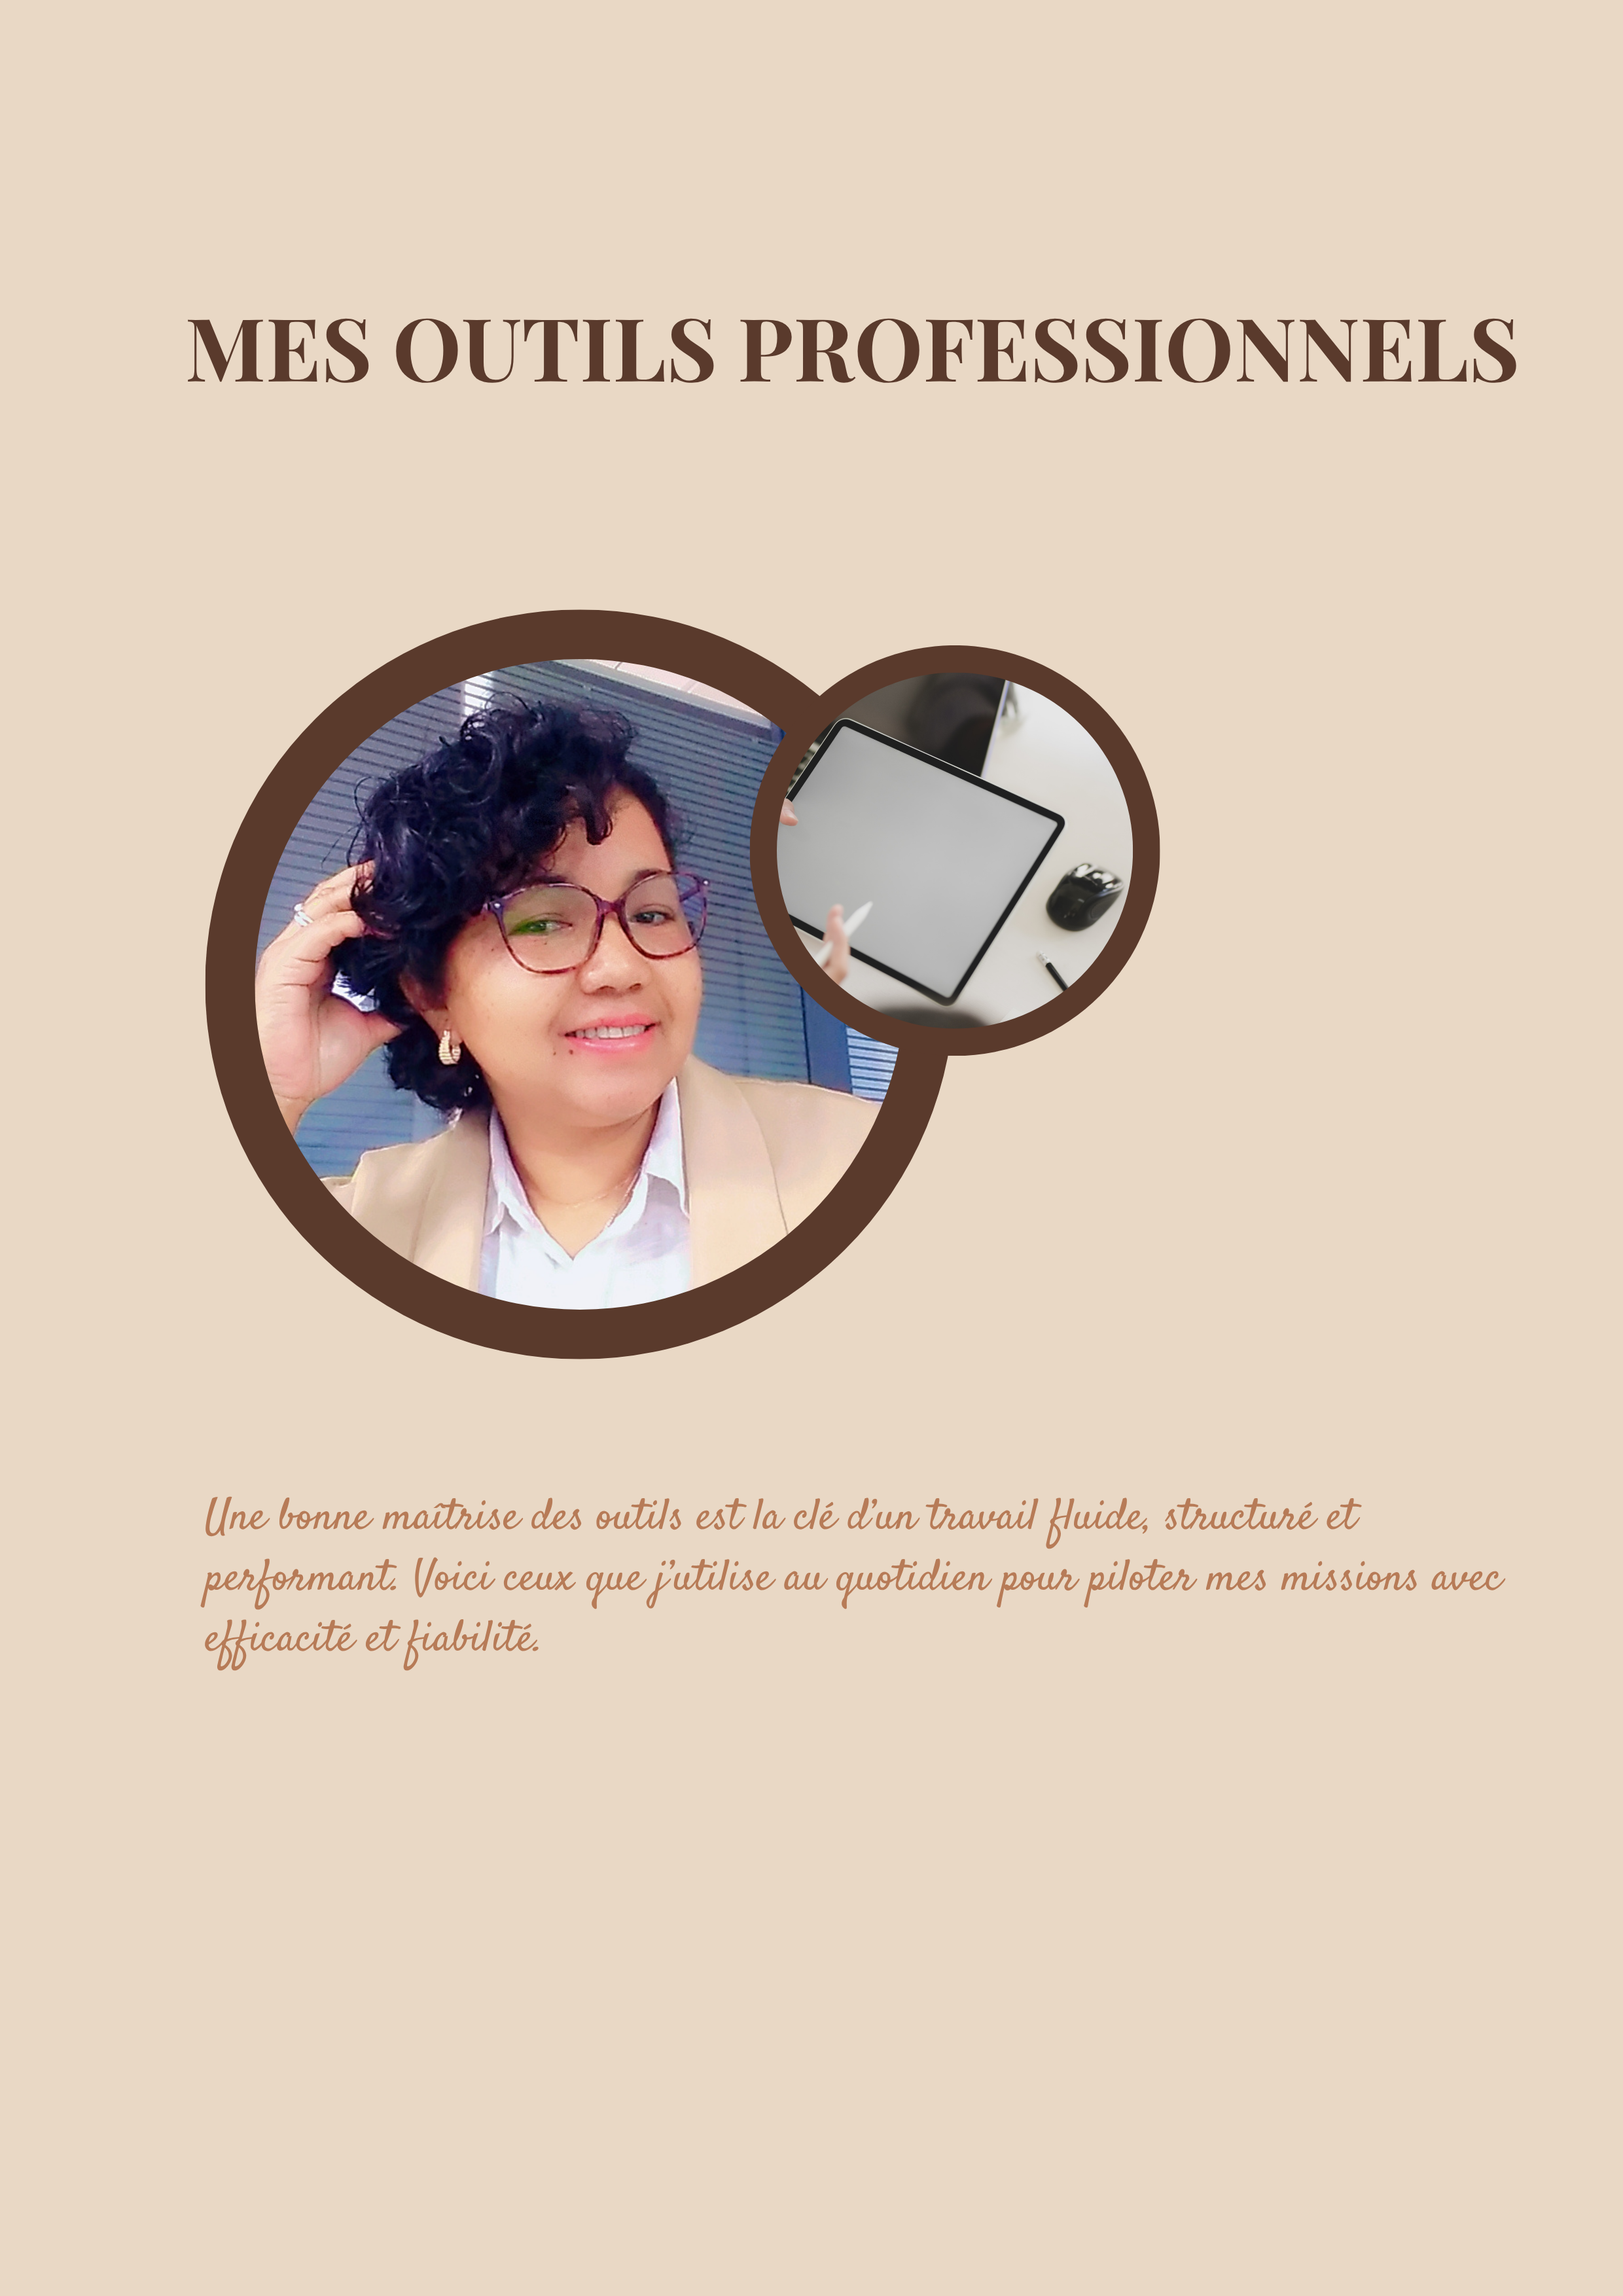 MES OUTILS PROFESSIONNELS
Une bonne maîtrise des outils est la clé d’un travail fluide, structuré et
performant. Voici ceux que j’utilise au quotidien pour piloter mes missions avec
efficacité et fiabilité.